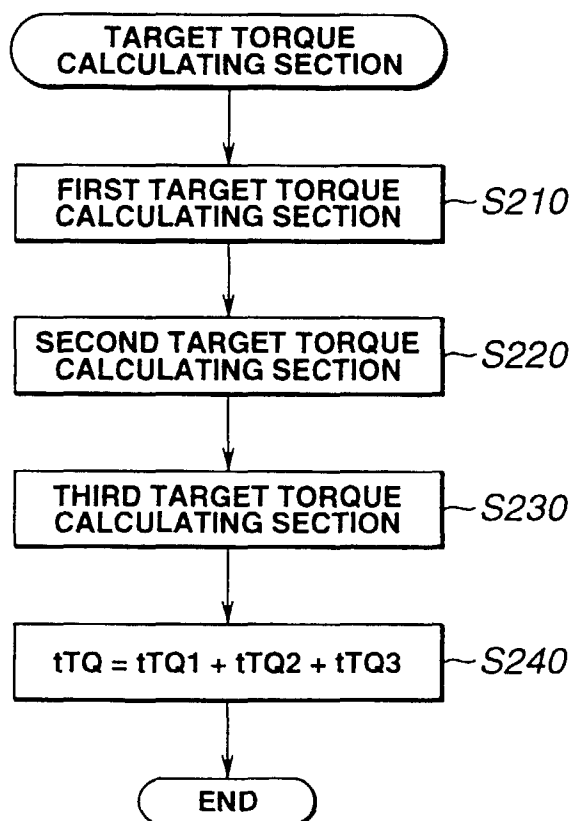 TARGET TORQUE
CALCULATING SECTION
FIRST TARGET TORQUE
CALCULATING SECTION
S210
SECOND TARGET TORQUE
CALCULATING SECTION
S220
THIRD TARGET TORQUE
CALCULATING SECTION
S230
tTQ = tTQ1 + tTQ2 + tTQ3
S240
END